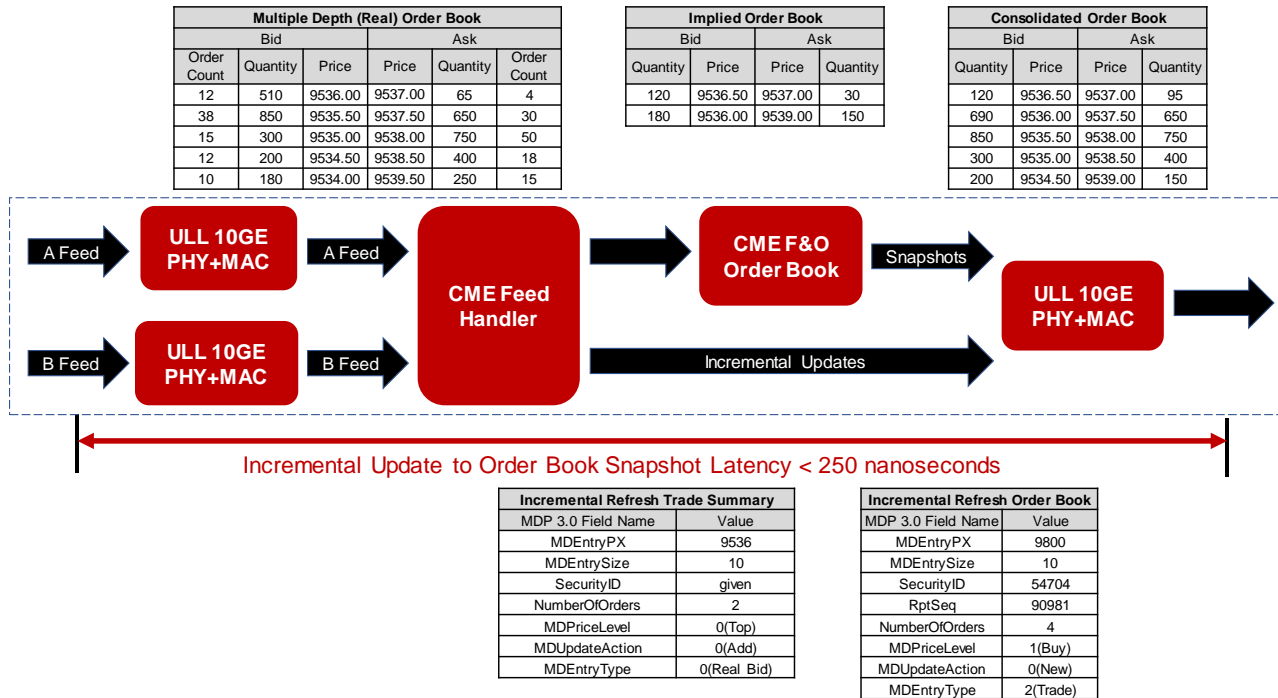 Multiple Depth (Real) Order Book
Bid Ask
Order Count Quantity Price Price Quantity Order Count
12 510 9536.00 9537.00 65 4
38 850 9535.50 9537.50 650 30
15 300 9535.00 9538.00 750 50
12 200 9534.50 9538.50 400 18
10 180 9534.00 9539.50 250 15
Implied Order Book
Bid Ask
Quantity Price Price Quantity
120 9536.50 9537.00 30
180 9536.00 9539.00 150
Consolidated Order Book
Bid Ask
Quantity Price Price Quantity
120 9536.50 9537.00 95
690 9536.00 9537.50 650
850 9535.50 9538.00 750
300 9535.00 9538.50 400
200 9534.50 9539.00 150
A Feed
ULL 10GE
PHY+MAC
A Feed
B Feed
ULL 10GE
PHY+MAC
B Feed
CME Feed
Handler
CME F&O
Order Book
Snapshots
Incremental Updates
ULL 10GE
PHY+MAC
Incremental Update to Order Book Snapshot Latency < 250 nanoseconds
Incremental Refresh Trade Summary
MDP 3.0 Field Name Value
MDEntryPX 9536
MDEntrySize 10
SecurityID given
NumberOfOrders 2
MDPriceLevel 0(Top)
MDUpdateAction 0(Add)
MDEntryType 0(Real Bid)
Incremental Refresh Order Book
MDP 3.0 Field Name Value
MDEntryPX 9800
MDEntrySize 10
SecurityID 54704
RptSeq 90981
NumberOfOrders 4
MDPriceLevel 1(Buy)
MDUpdateAction 0(New)
MDEntryType 2(Trade)